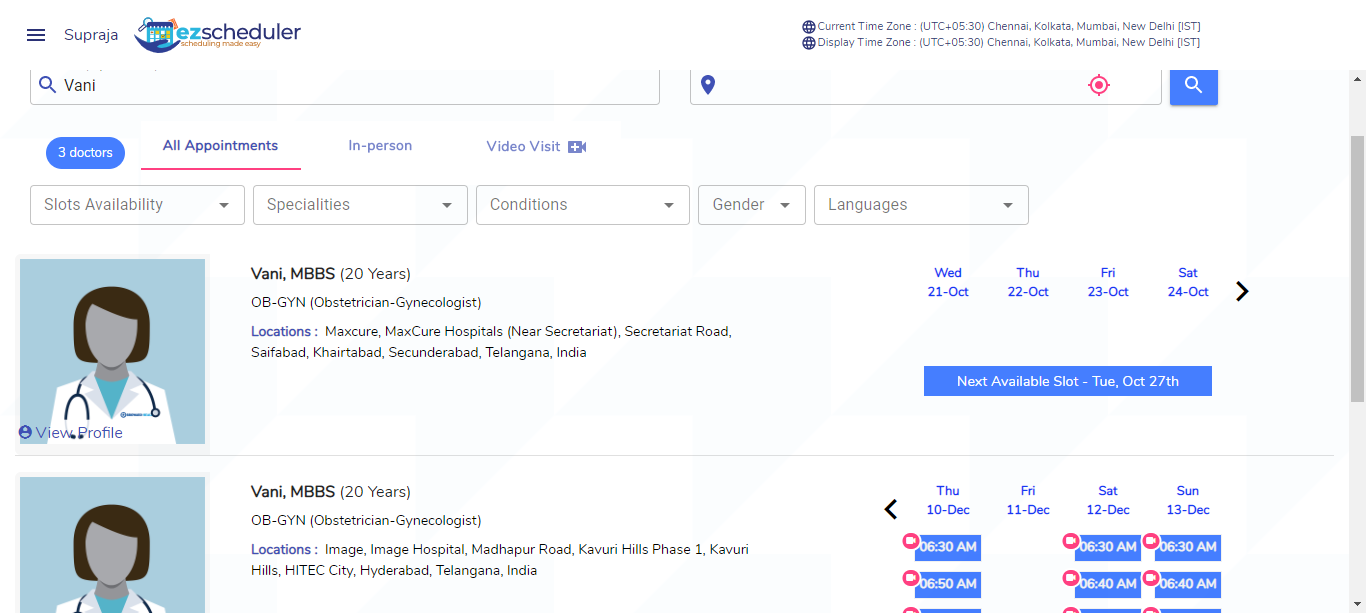 Supraja
ezscheduler
scheduling made easy
Current Time Zone : (UTC+05:30) Chennai, Kolkata, Mumbai, New Delhi [IST]
Display Time Zone : (UTC+05:30) Chennai, Kolkata, Mumbai, New Delhi [IST]
Vani
3 doctors
All Appointments
In-person
Video Visit
Slots Availability
Specialities
Conditions
Gender
Languages
Vani, MBBS (20 Years)
OB-GYN (Obstetrician-Gynecologist)
Locations : Maxcure, MaxCure Hospitals (Near Secretariat), Secretariat Road,
Saifabad, Khairtabad, Secunderabad, Telangana, India
View Profile
Wed Thu Fri Sat
21-Oct 22-Oct 23-Oct 24-Oct
Next Available Slot - Tue, Oct 27th
Vani, MBBS (20 Years)
OB-GYN (Obstetrician-Gynecologist)
Locations : Image, Image Hospital, Madhapur Road, Kavuri Hills Phase 1, Kavuri
Hills, HITEC City, Hyderabad, Telangana, India
Thu Fri Sat Sun
10-Dec 11-Dec 12-Dec 13-Dec
06:30 AM 06:30 AM 06:30 AM
06:50 AM 06:40 AM 06:40 AM